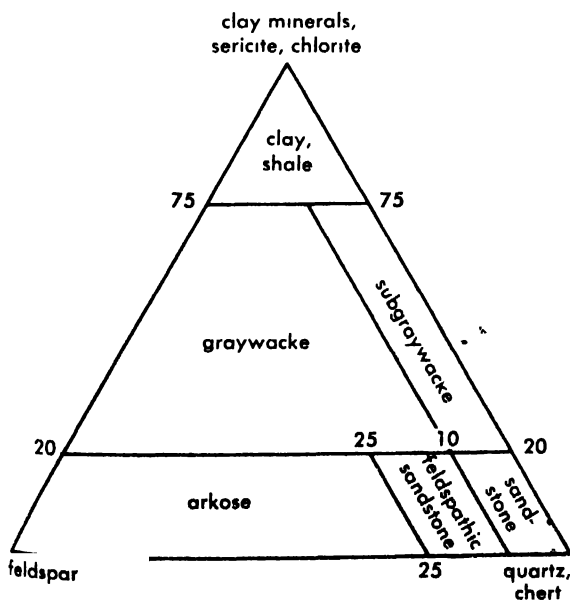 clay minerals,
sericite, chlorite
clay,
shale
75
75
subgraywacke
graywacke
20
25
10
20
arkose
feldspathic
sandstone
sand-
stone
feldspar
25
quartz,
chert